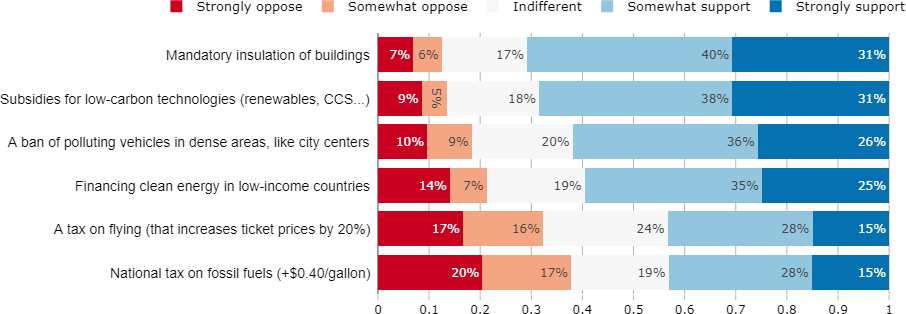 Strongly oppose Somewhat oppose Indifferent Somewhat support Strongly support
Mandatory insulation of buildings 7% 6% 17% 40% 31%
Subsidies for low-carbon technologies (renewables, CCS...) 9% 5% 18% 38% 31%
A ban of polluting vehicles in dense areas, like city centers 10% 9% 20% 36% 26%
Financing clean energy in low-income countries 14% 7% 19% 35% 25%
A tax on flying (that increases ticket prices by 20%) 17% 16% 24% 28% 15%
National tax on fossil fuels (+$0.40/gallon) 20% 17% 19% 28% 15%
0 0.1 0.2 0.3 0.4 0.5 0.6 0.7 0.8 0.9 1